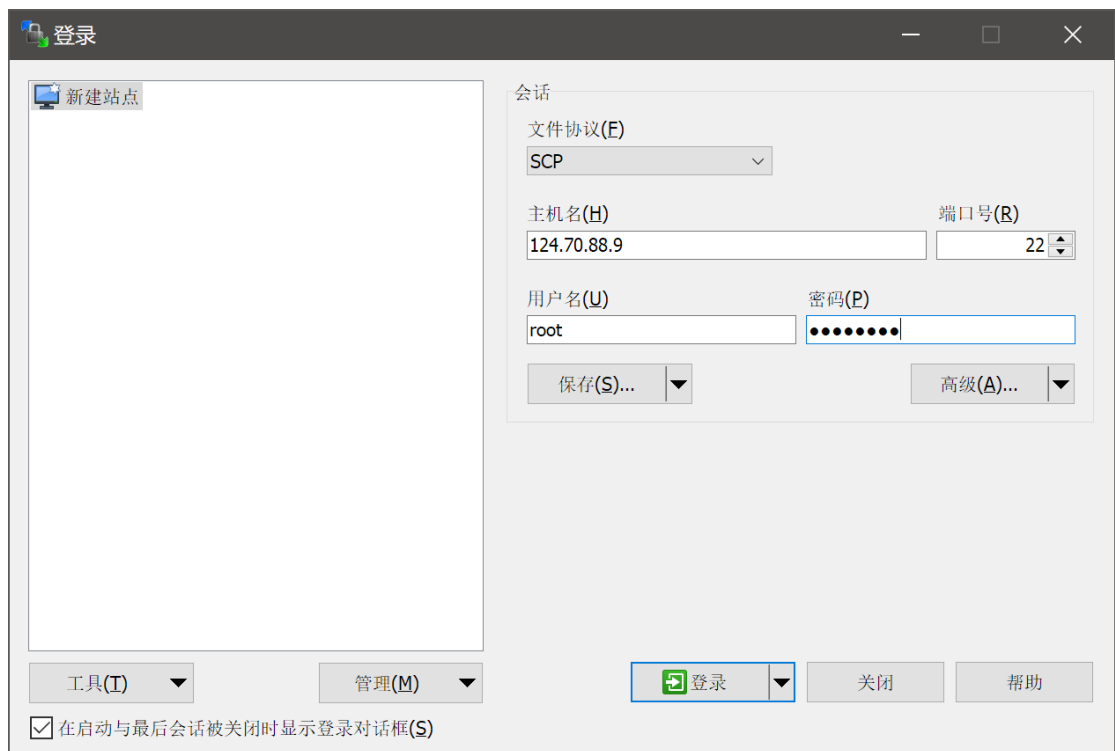 登录
新建站点
会话
文件协议(F)
SCP
主机名(H) 端口号(R)
124.70.88.9 22
用户名(U) 密码(P)
root ●●●●●●●●
保存(S)... 高级(A)...
工具(T) 管理(M) 登录 关闭 帮助
在启动与最后会话被关闭时显示登录对话框(S)